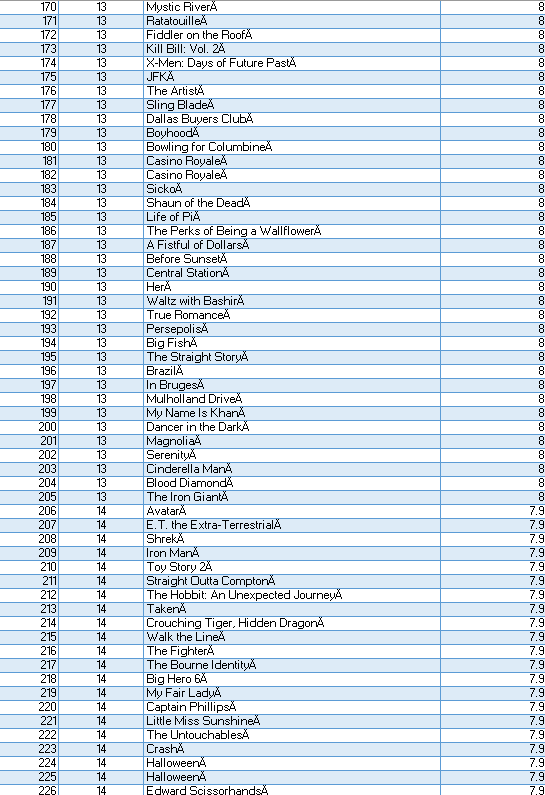 170 13 Mystic RiverÂ 8
171 13 RatatouilleÂ 8
172 13 Fiddler on the RoofÂ 8
173 13 Kill Bill: Vol. 2Â 8
174 13 X-Men: Days of Future PastÂ 8
175 13 JFKÂ 8
176 13 The ArtistÂ 8
177 13 Sling BladeÂ 8
178 13 Dallas Buyers ClubÂ 8
179 13 BoyhoodÂ 8
180 13 Bowling for ColumbineÂ 8
181 13 Casino RoyaleÂ 8
182 13 Casino RoyaleÂ 8
183 13 SickoÂ 8
184 13 Shaun of the DeadÂ 8
185 13 Life of PiÂ 8
186 13 The Perks of Being a WallflowerÂ 8
187 13 A Fistful of DollarsÂ 8
188 13 Before SunsetÂ 8
189 13 Central StationÂ 8
190 13 HerÂ 8
191 13 Waltz with BashirÂ 8
192 13 True RomanceÂ 8
193 13 PersepolisÂ 8
194 13 Big FishÂ 8
195 13 The Straight StoryÂ 8
196 13 BrazilÂ 8
197 13 In BrugesÂ 8
198 13 Mulholland DriveÂ 8
199 13 My Name Is KhanÂ 8
200 13 Dancer in the DarkÂ 8
201 13 MagnoliaÂ 8
202 13 SerenityÂ 8
203 13 Cinderella ManÂ 8
204 13 Blood DiamondÂ 8
205 13 The Iron GiantÂ 8
206 14 AvatarÂ 7.9
207 14 E.T. the Extra-TerrestrialÂ 7.9
208 14 ShrekÂ 7.9
209 14 Iron ManÂ 7.9
210 14 Toy Story 2Â 7.9
211 14 Straight Outta ComptonÂ 7.9
212 14 The Hobbit: An Unexpected JourneyÂ 7.9
213 14 TakenÂ 7.9
214 14 Crouching Tiger, Hidden DragonÂ 7.9
215 14 Walk the LineÂ 7.9
216 14 The FighterÂ 7.9
217 14 The Bourne IdentityÂ 7.9
218 14 Big Hero 6Â 7.9
219 14 My Fair LadyÂ 7.9
220 14 Captain PhillipsÂ 7.9
221 14 Little Miss SunshineÂ 7.9
222 14 The UntouchablesÂ 7.9
223 14 CrashÂ 7.9
224 14 HalloweenÂ 7.9
225 14 HalloweenÂ 7.9
226 14 Edward ScissorhandsÂ 7.9